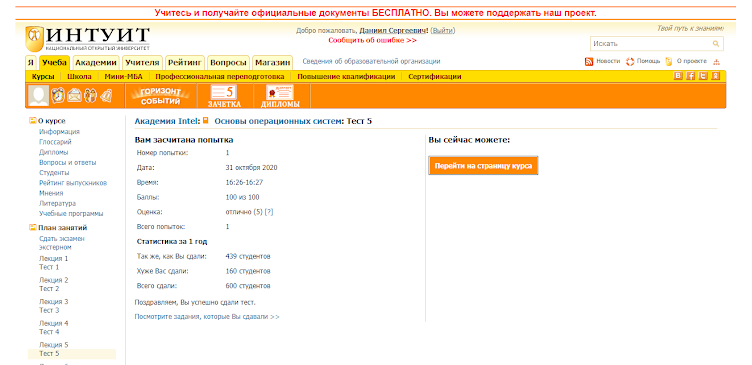 Учитесь и получайте официальные документы БЕСПЛАТНО. Вы можете поддержать наш проект.
ИНТУИТ
НАЦИОНАЛЬНЫЙ ОТКРЫТЫЙ УНИВЕРСИТЕТ
Добро пожаловать, Даниил Сергеевич! (Выйти)
Сообщить об ошибке >>
Твой путь к знаниям!
Искать
Я Учеба Академии Учителя Рейтинг Вопросы Магазин Сведения об образовательной организации
Новости Помощь О проекте
Курсы Школа Мини-МБА Профессиональная переподготовка Повышение квалификации Сертификации
ГОРИЗОНТ СОБЫТИЙ
5
ЗАЧЕТКА
ДИПЛОМЫ
О курсе
Информация
Глоссарий
Дипломы
Вопросы и ответы
Студенты
Рейтинг выпускников
Мнения
Литература
Учебные программы
План занятий
Сдать экзамен экстерном
Лекция 1
Тест 1
Лекция 2
Тест 2
Лекция 3
Тест 3
Лекция 4
Тест 4
Лекция 5
Тест 5
Академия Intel: Основы операционных систем: Тест 5
Вам засчитана попытка
Номер попытки: 1
Дата: 31 октября 2020
Время: 16:26-16:27
Баллы: 100 из 100
Оценка: отлично (5) [?]
Всего попыток: 1
Статистика за 1 год
Так же, как Вы сдали: 439 студентов
Хуже Вас сдали: 160 студентов
Всего сдали: 600 студентов
Поздравляем, Вы успешно сдали тест.
Посмотрите задания, которые Вы сдавали >>
Вы сейчас можете:
Перейти на страницу курса